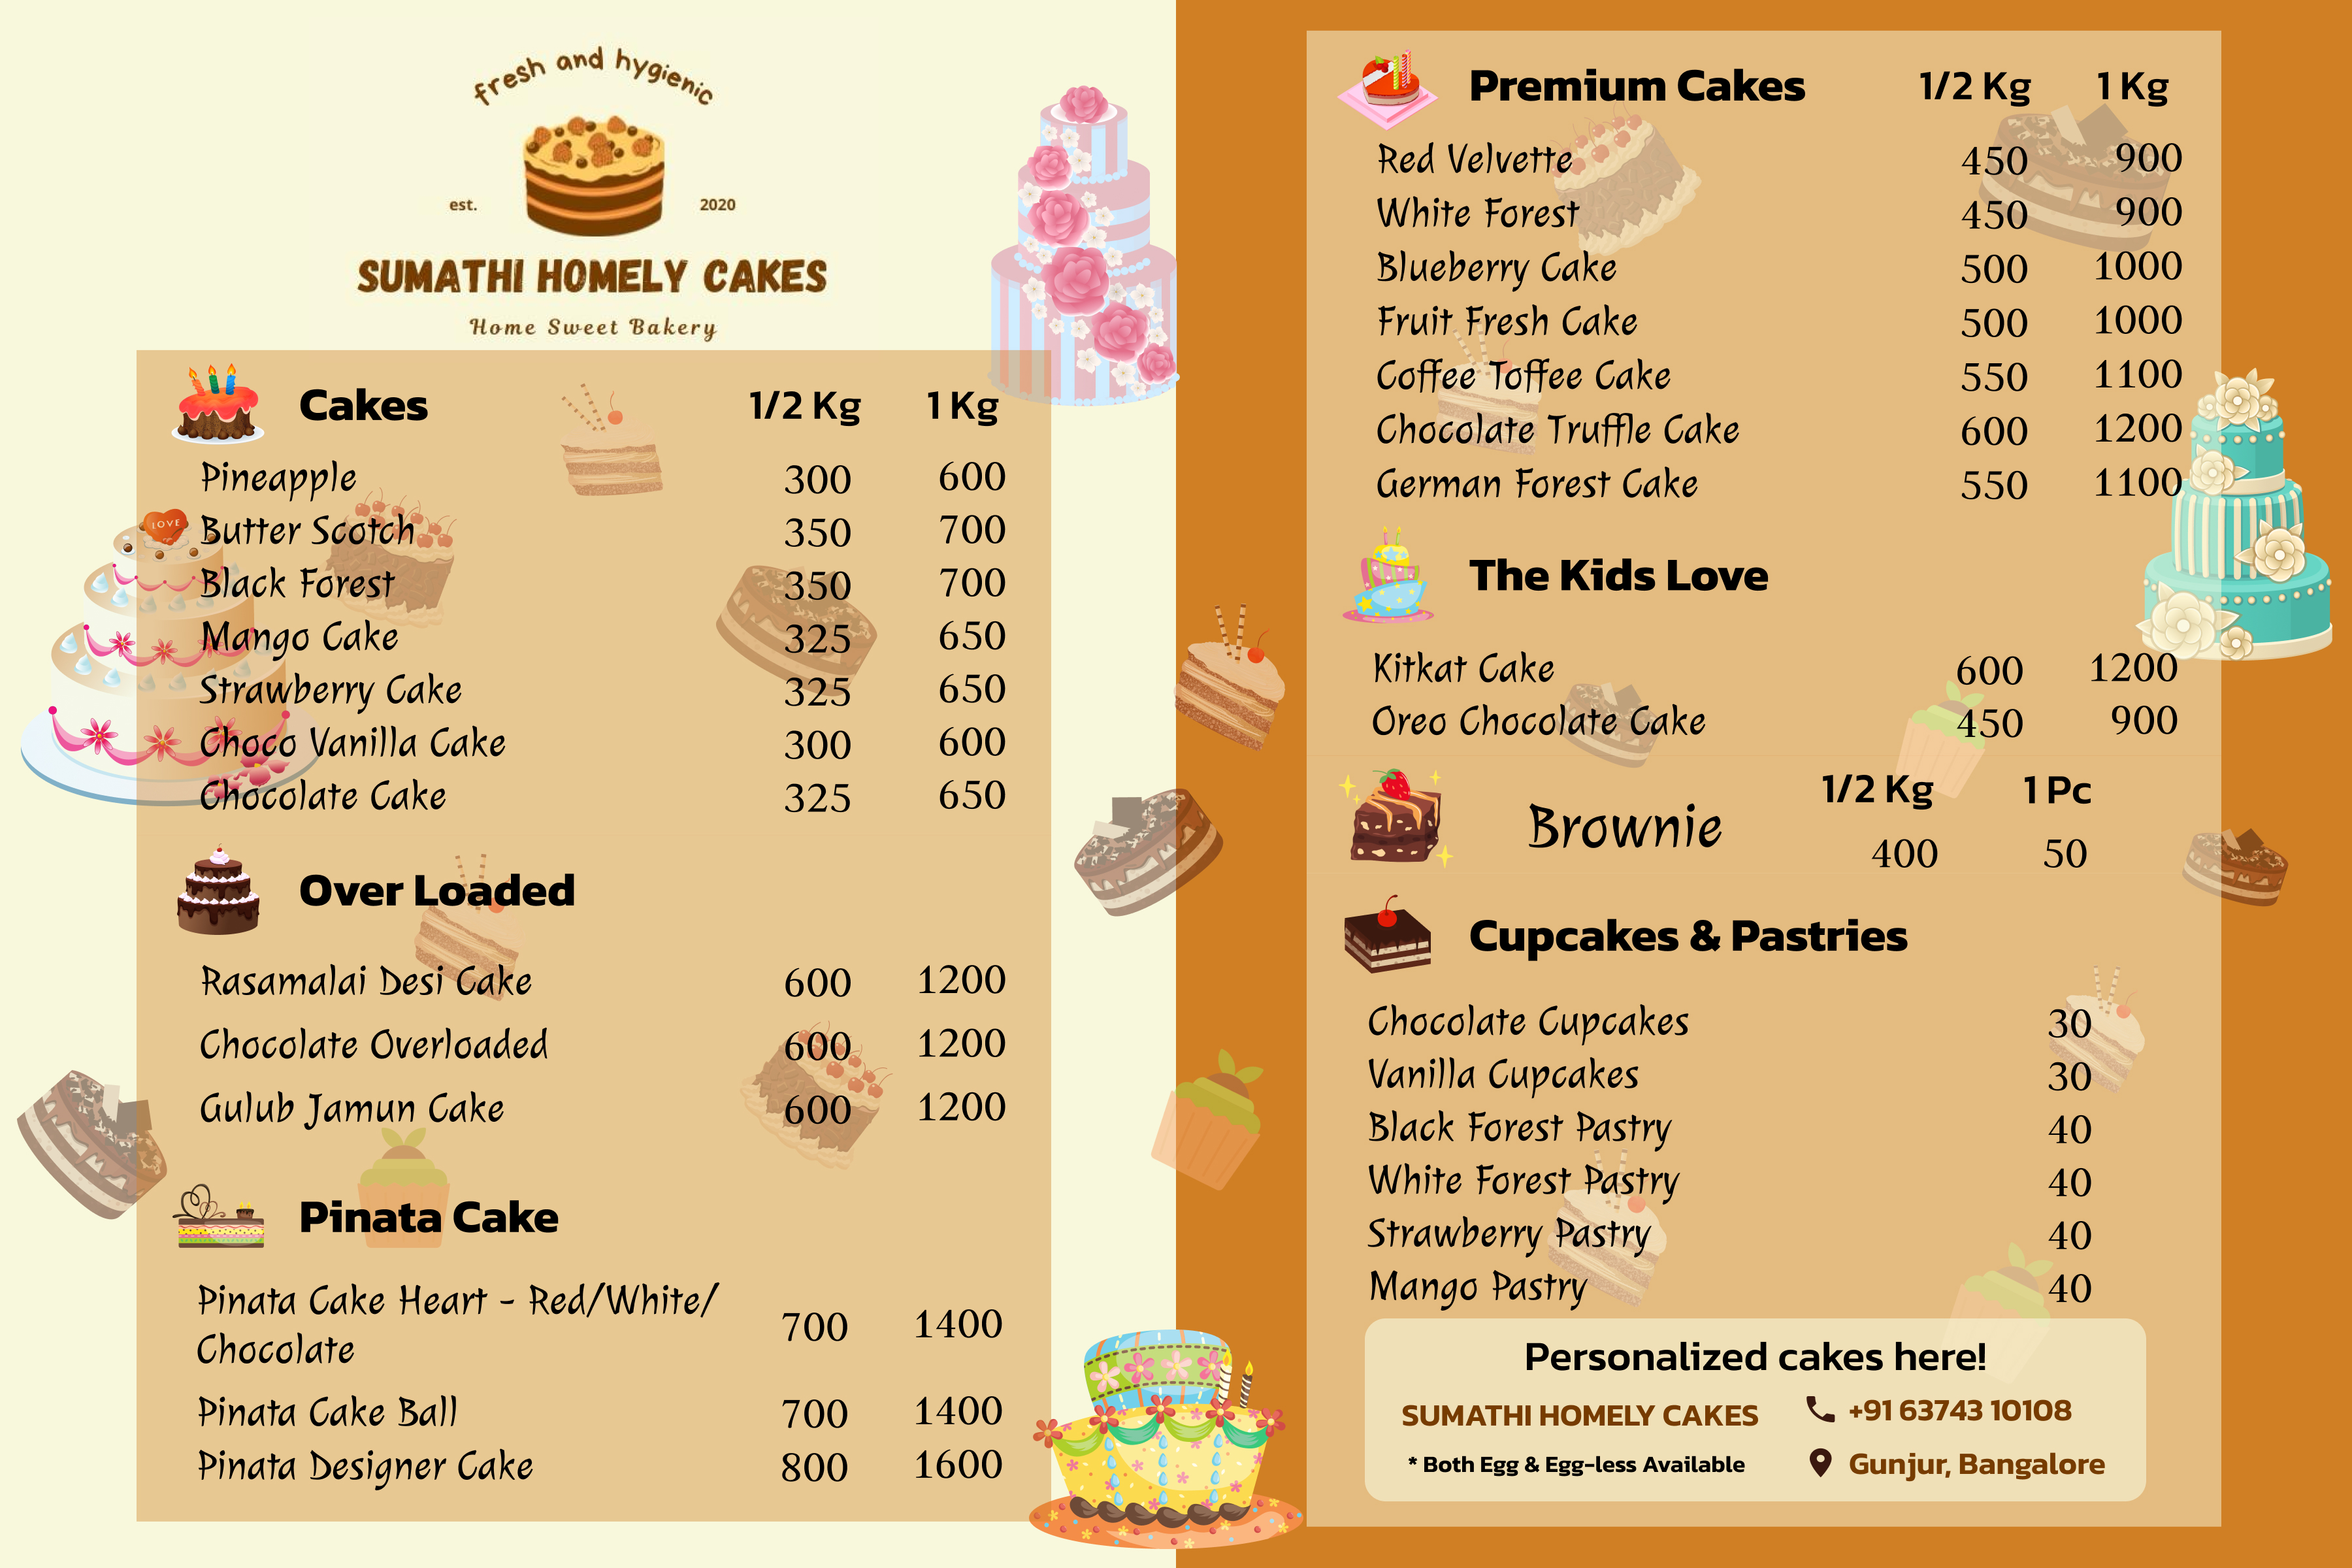 fresh and hygienic
est. 2020
SUMATHI HOMELY CAKES
Home Sweet Bakery
Cakes 1/2 Kg 1 Kg
Pineapple 300 600
Butter Scotch 350 700
Black Forest 350 700
Mango Cake 325 650
Strawberry Cake 325 650
Choco Vanilla Cake 300 600
Chocolate Cake 325 650
LOVE
Over Loaded
Rasamalai Desi Cake 600 1200
Chocolate Overloaded 600 1200
Gulub Jamun Cake 600 1200
Pinata Cake
Pinata Cake Heart - Red/White/
Chocolate 700 1400
Pinata Cake Ball 700 1400
Pinata Designer Cake 800 1600
Premium Cakes 1/2 Kg 1 Kg
Red Velvette 450 900
White Forest 450 900
Blueberry Cake 500 1000
Fruit Fresh Cake 500 1000
Coffee Toffee Cake 550 1100
Chocolate Truffle Cake 600 1200
German Forest Cake 550 1100
The Kids Love
Kitkat Cake 600 1200
Oreo Chocolate Cake 450 900
1/2 Kg 1 Pc
Brownie 400 50
Cupcakes & Pastries
Chocolate Cupcakes 30
Vanilla Cupcakes 30
Black Forest Pastry 40
White Forest Pastry 40
Strawberry Pastry 40
Mango Pastry 40
Personalized cakes here!
SUMATHI HOMELY CAKES +91 63743 10108
* Both Egg & Egg-less Available Gunjur, Bangalore